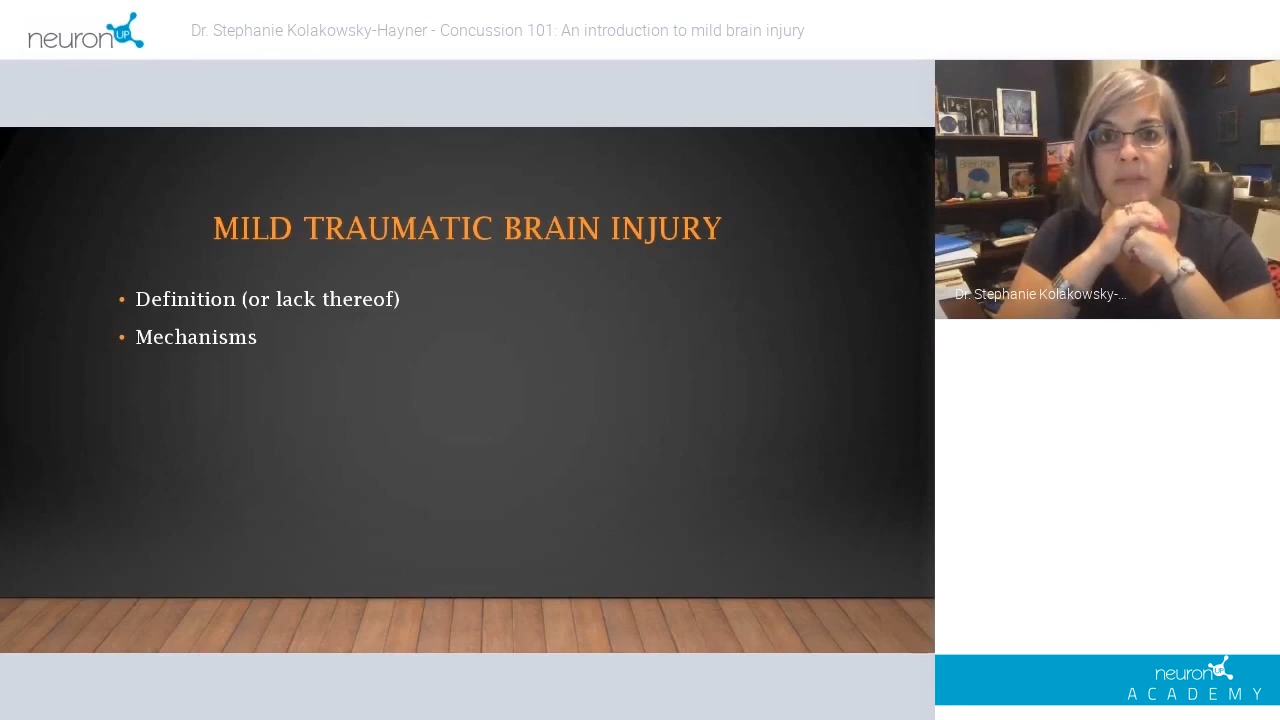 neuronUP
Dr. Stephanie Kolakowsky-Hayner - Concussion 101: An introduction to mild brain injury
MILD TRAUMATIC BRAIN INJURY
• Definition (or lack thereof)
• Mechanisms
Dr. Stephanie Kolakowsky-...
neuronUP
ACADEMY